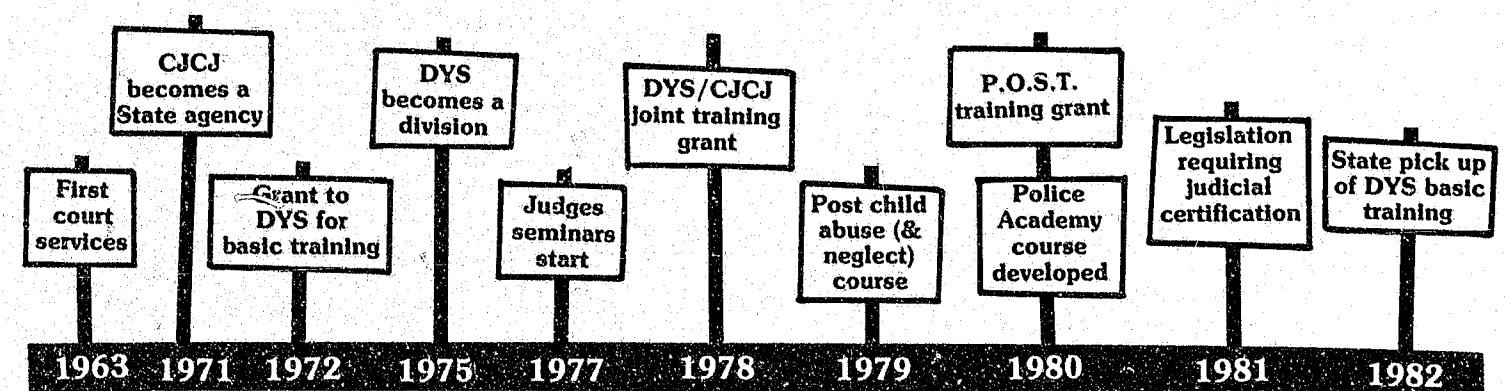 First
court
services
CJCJ
becomes a
State agency
Grant to
DYS for
basic training
DYS
becomes a
division
Judges
seminars
start
DYS/CJCJ
joint training
grant
Post child
abuse (&
neglect)
course
P.O.S.T.
training grant
Police
Academy
course
developed
Legislation
requiring
judicial
certification
State pick up
of DYS basic
training
1963 1971 1972 1975 1977 1978 1979 1980 1981 1982